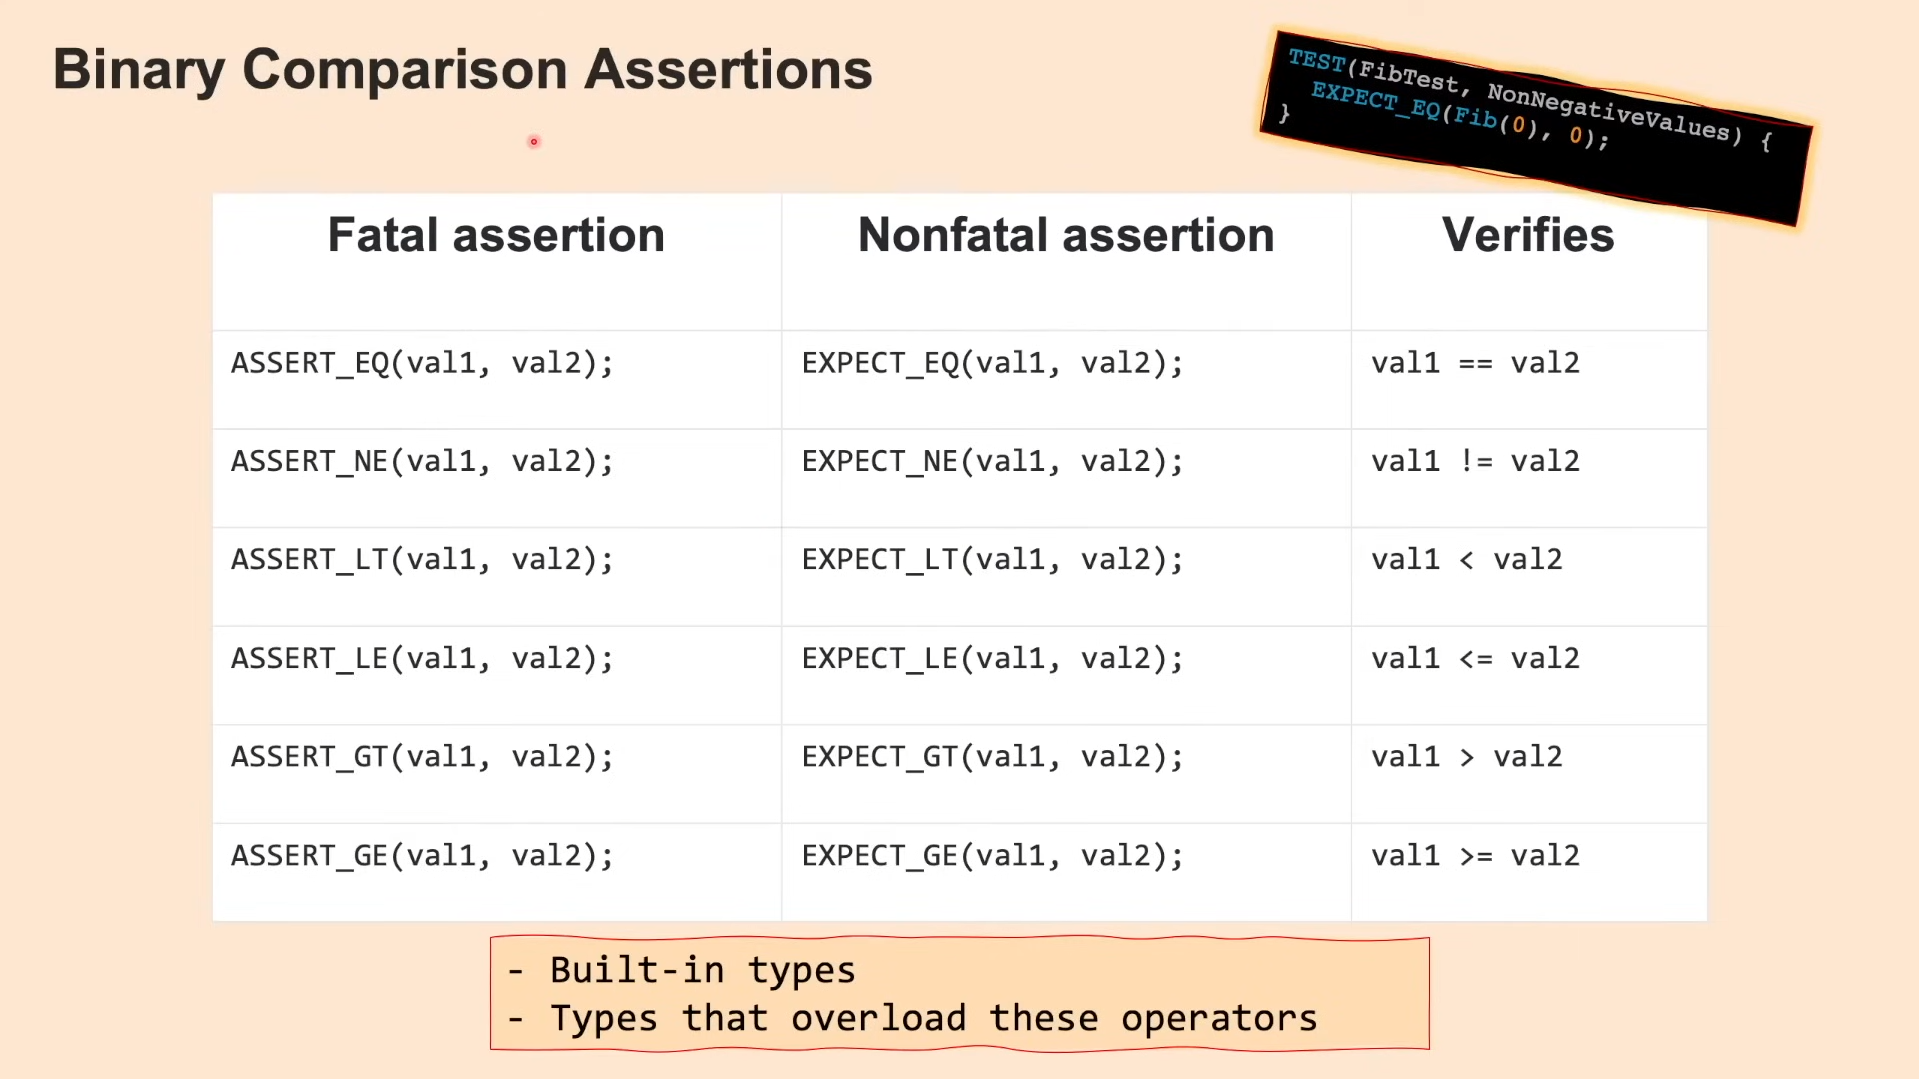 Binary Comparison Assertions
TEST(FibTest, NonNegativeValues) {
EXPECT_EQ(Fib(0), 0);
}
Fatal assertion Nonfatal assertion Verifies
ASSERT_EQ(val1, val2); EXPECT_EQ(val1, val2); val1 == val2
ASSERT_NE(val1, val2); EXPECT_NE(val1, val2); val1 != val2
ASSERT_LT(val1, val2); EXPECT_LT(val1, val2); val1 < val2
ASSERT_LE(val1, val2); EXPECT_LE(val1, val2); val1 <= val2
ASSERT_GT(val1, val2); EXPECT_GT(val1, val2); val1 > val2
ASSERT_GE(val1, val2); EXPECT_GE(val1, val2); val1 >= val2
- Built-in types
- Types that overload these operators